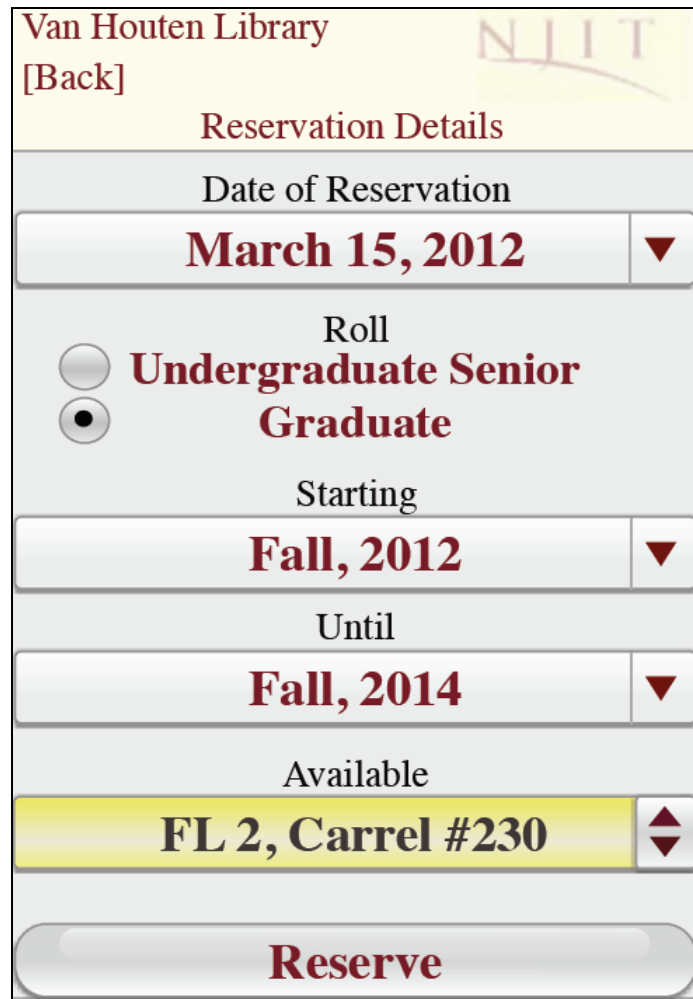 Van Houten Library
NJIT
[Back]
Reservation Details
Date of Reservation
March 15, 2012
Roll
Undergraduate Senior
Graduate
Starting
Fall, 2012
Until
Fall, 2014
Available
FL 2, Carrel #230
Reserve